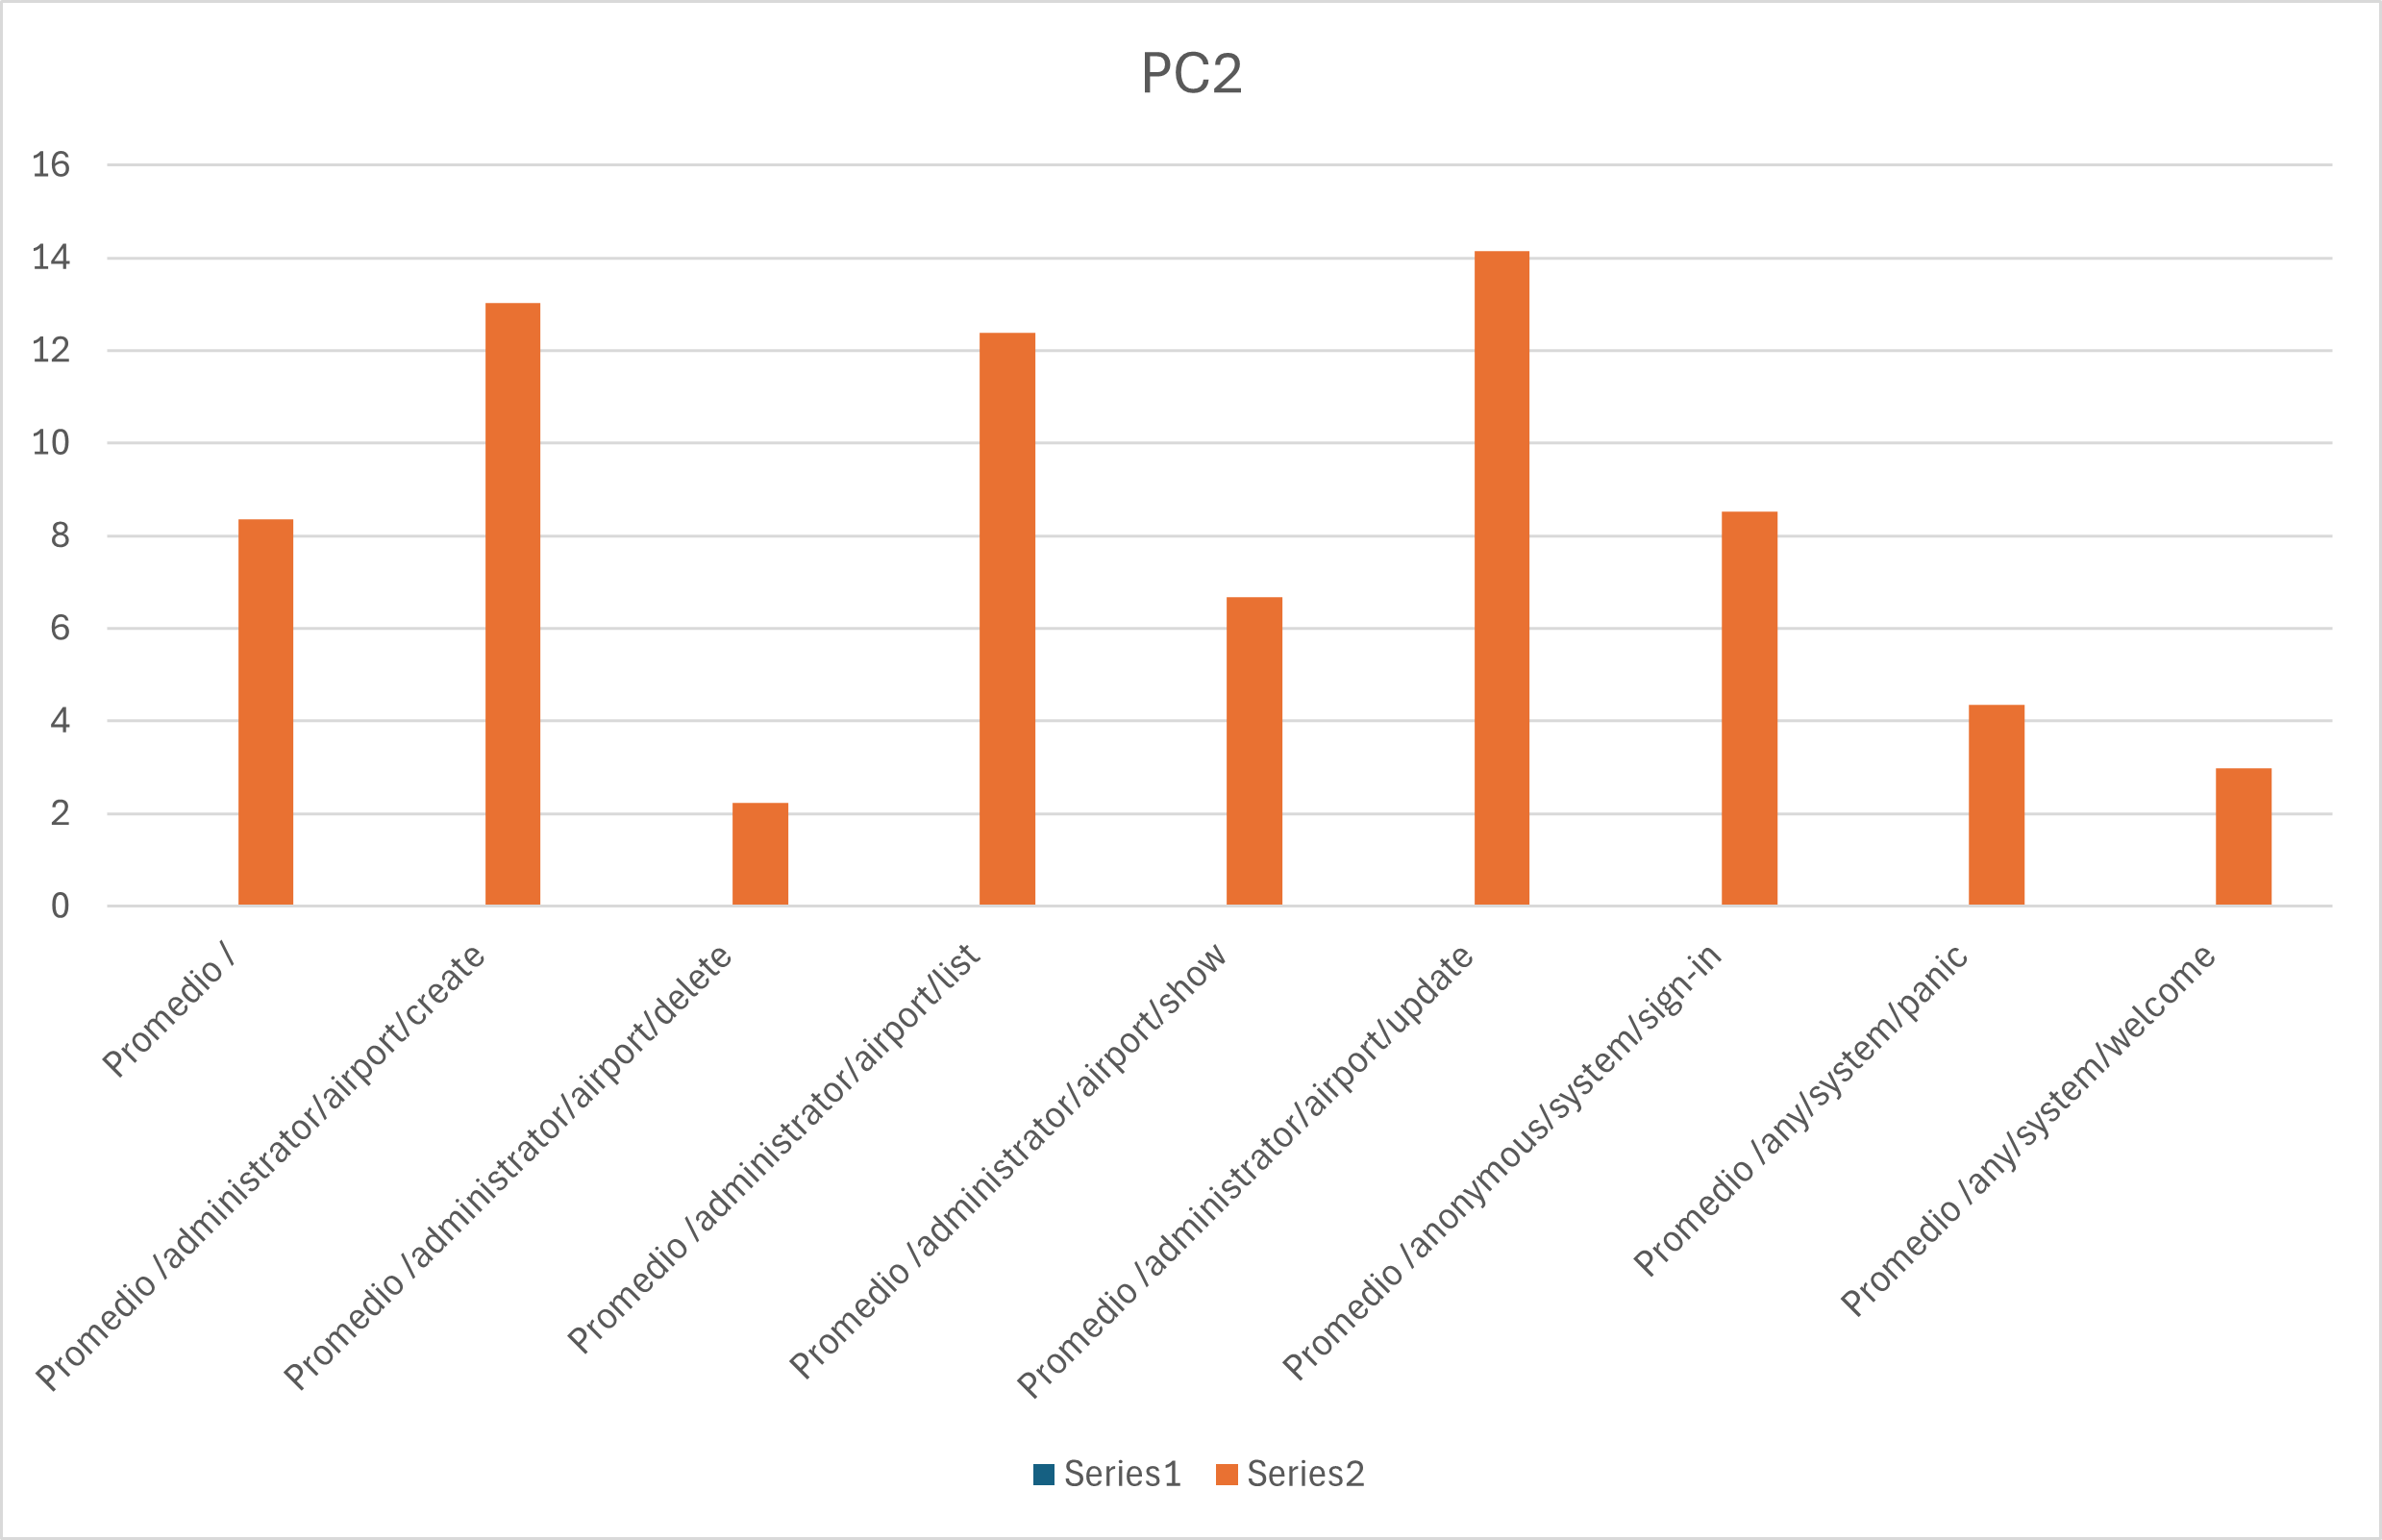 PC2
16
14
12
10
8
6
4
2
0
Promedio /
Promedio /administrator/airport/create
Promedio /administrator/airport/delete
Promedio /administrator/airport/list
Promedio /administrator/airport/show
Promedio /administrator/airport/update
Promedio /anonymous/system/sign-in
Promedio /any/system/panic
Promedio /any/system/welcome
Series1 Series2